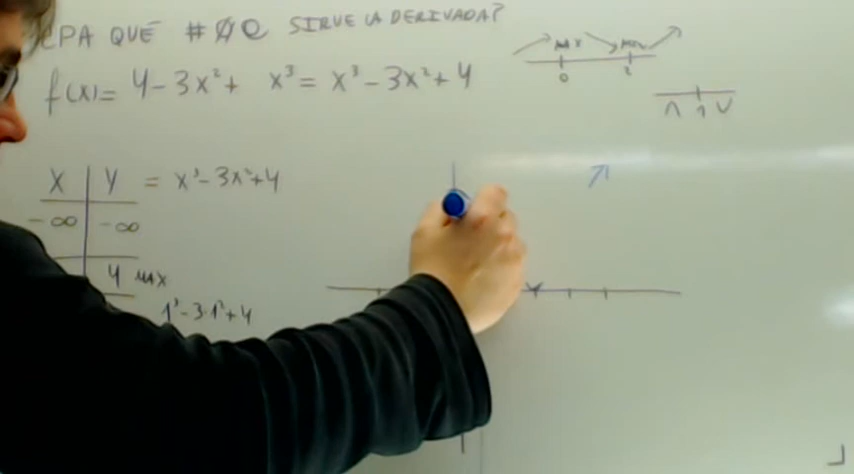 ¿PA QUÉ #@ SIRVE LA DERIVADA?
f(x)= 4-3x²+ x³ = x³-3x²+4
MAX MIN
0 2
∩ 1 ∪
X Y = x³-3x²+4
-∞ -∞
4 MAX
1³-3·1²+4